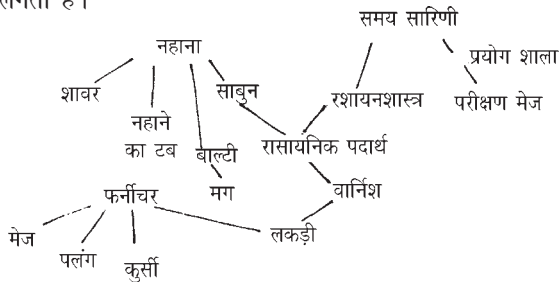 लगता है।
समय सारिणी
नहाना
प्रयोग शाला
शावर
साबुन
रशायनशास्त्र
परीक्षण मेज
नहाने
का टब
बाल्टी
रासायनिक पदार्थ
मग
वार्निश
फर्नीचर
मेज
लकड़ी
पलंग
कुर्सी